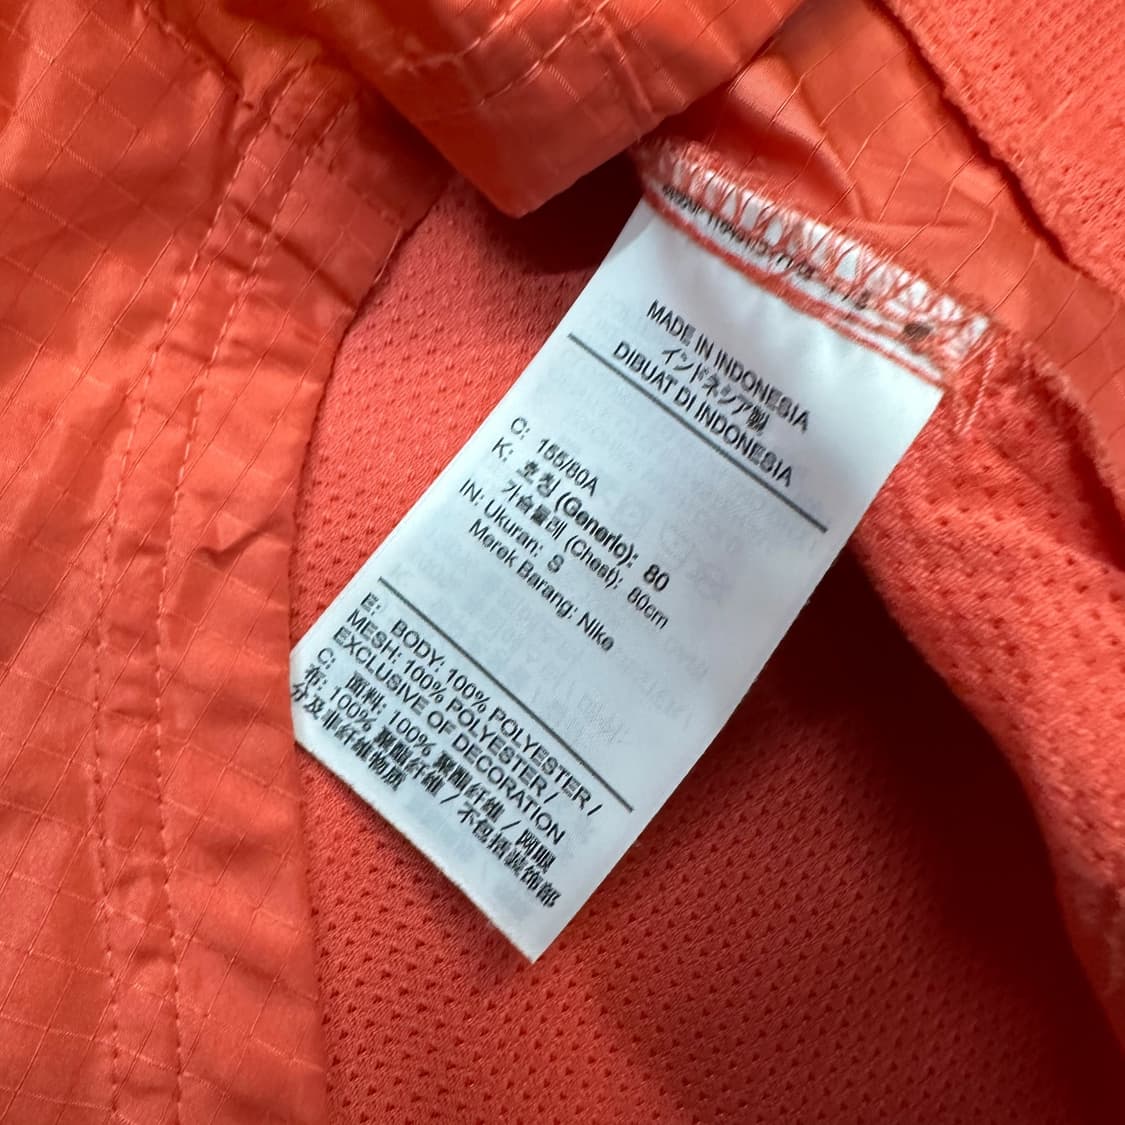 MADE IN INDONESIA
インドネシア製
DIBUAT DI INDONESIA
C: 155/80A
K: 호칭 (Generic): 80
가슴둘레 (Chest): 80cm
IN: Ukuran: S
Merek Barang: Nike
E: BODY: 100% POLYESTER /
MESH: 100% POLYESTER /
EXCLUSIVE OF DECORATION
C: 面料: 100% 聚酯纤维 / 网眼
布: 100% 聚酯纤维 / 不包括装饰部
分及非纤维物质